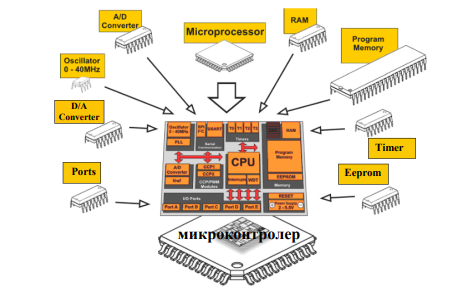 A/D
Converter
Microprocessor
RAM
Program
Memory
Oscillator
0 - 40MHz
D/A
Converter
Ports
Timer
Eeprom
Oscillator
0 - 40MHz
PLL
SPI
I²C
USART
Serial
Communication
T0
T1
T2
T3
Timers
RAM
Program
Memory
EEPROM
Memory
CPU
Interrupts
WDT
A/D
Converter
Vref
CCP1
CCP2
CCP/PWM
Modules
RESET
Power Supply
2 - 5.5V
I/O Ports
Port A
Port B
Port C
Port D
Port E
микроконтролер